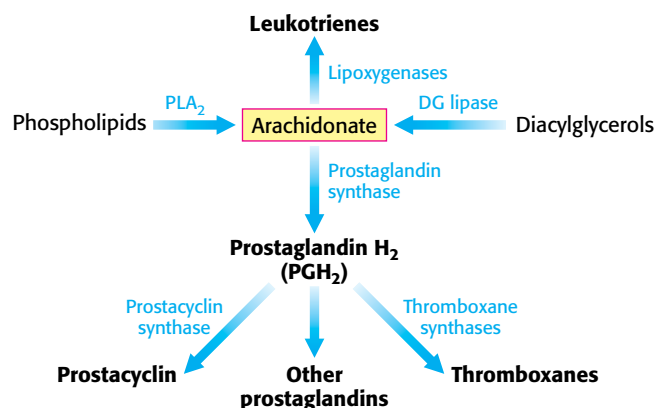 Leukotrienes
Lipoxygenases
PLA₂
DG lipase
Phospholipids
Arachidonate
Diacylglycerols
Prostaglandin
synthase
Prostaglandin H₂
(PGH₂)
Prostacyclin
synthase
Thromboxane
synthases
Prostacyclin
Other
prostaglandins
Thromboxanes